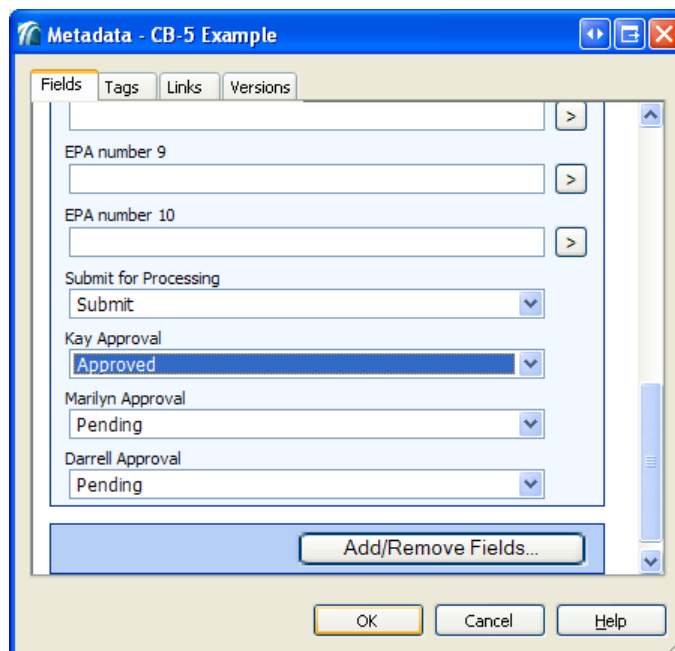 Metadata - CB-5 Example
Fields
Tags
Links
Versions
>
EPA number 9
>
EPA number 10
>
Submit for Processing
Submit
Kay Approval
Approved
Marilyn Approval
Pending
Darrell Approval
Pending
Add/Remove Fields...
OK
Cancel
Help